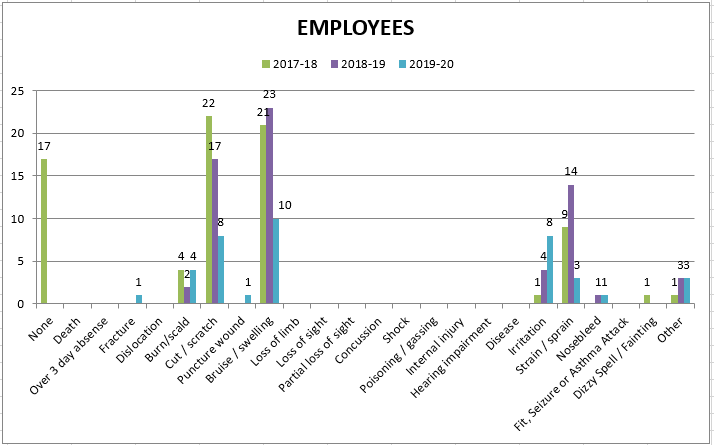 EMPLOYEES
2017-18 2018-19 2019-20
25
20
15
10
5
0
17
1
4 2 4
22 17 8
1
21 23 10
1 4 8
9 14 3
1 1
1
1 3 3
None
Death
Over 3 day absense
Fracture
Dislocation
Burn/scald
Cut / scratch
Puncture wound
Bruise / swelling
Loss of limb
Loss of sight
Partial loss of sight
Concussion
Shock
Poisoning / gassing
Internal injury
Hearing impairment
Disease
Irritation
Strain / sprain
Nosebleed
Fit, Seizure or Asthma Attack
Dizzy Spell / Fainting
Other